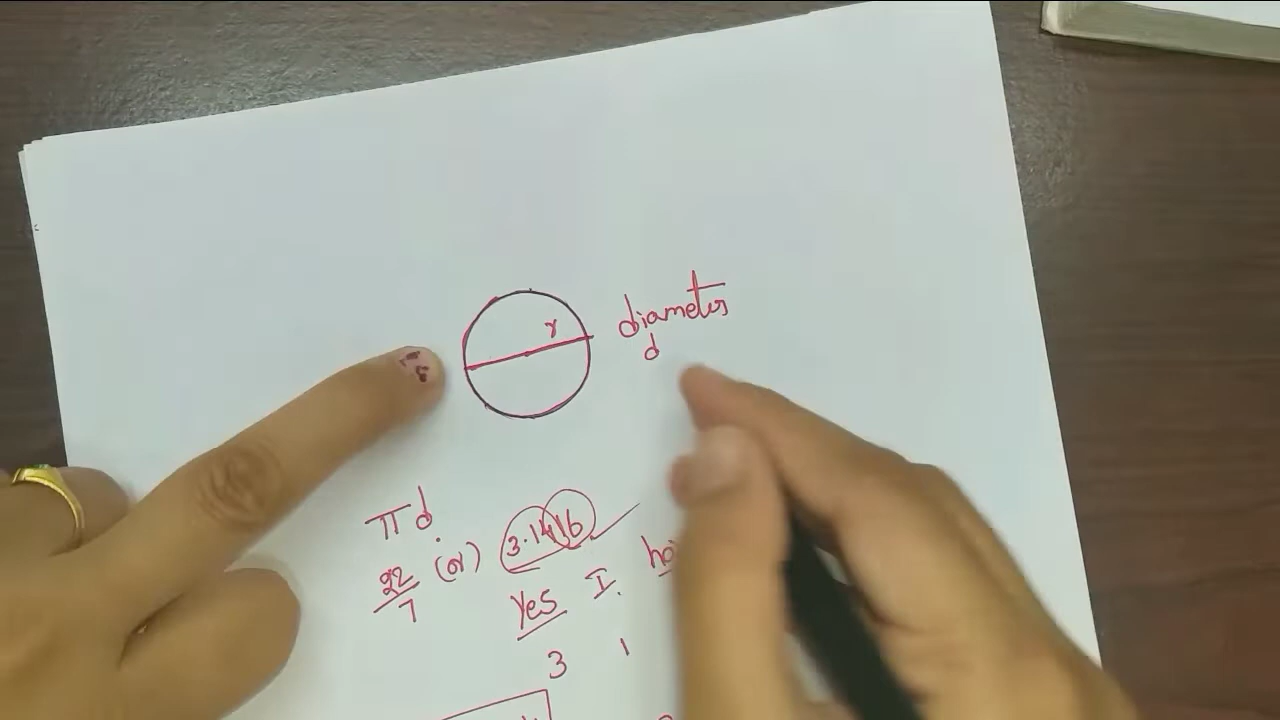 r
diameter
d
πd
22/7 (or) 3.1416
Yes I.
3 1